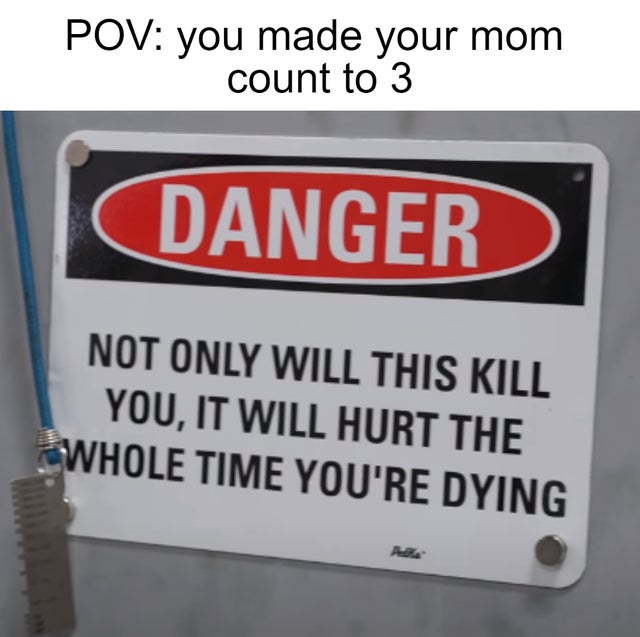 POV: you made your mom
count to 3
DANGER
NOT ONLY WILL THIS KILL
YOU, IT WILL HURT THE
WHOLE TIME YOU'RE DYING